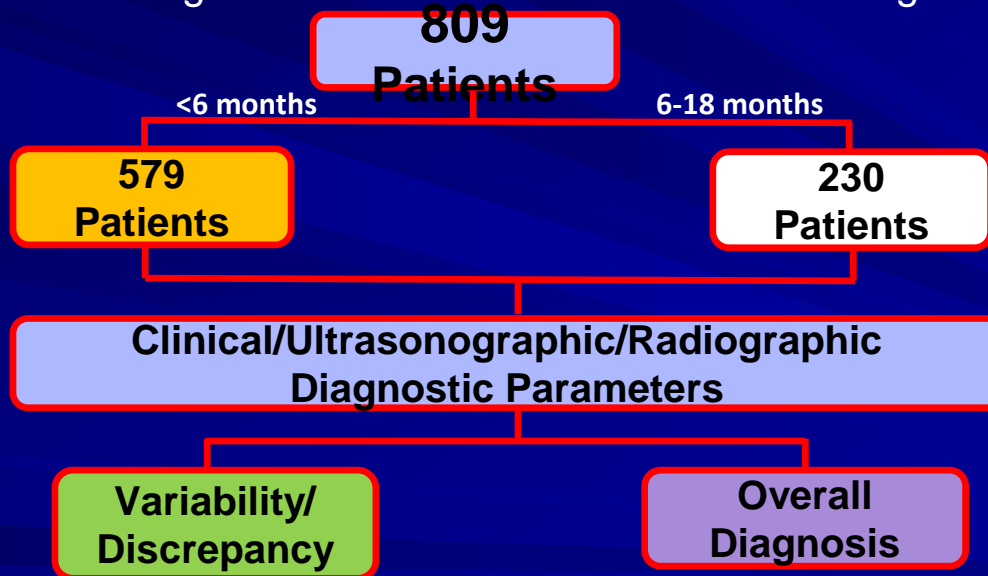 809
Patients
<6 months
6-18 months
579
Patients
230
Patients
Clinical/Ultrasonographic/Radiographic
Diagnostic Parameters
Variability/
Discrepancy
Overall
Diagnosis